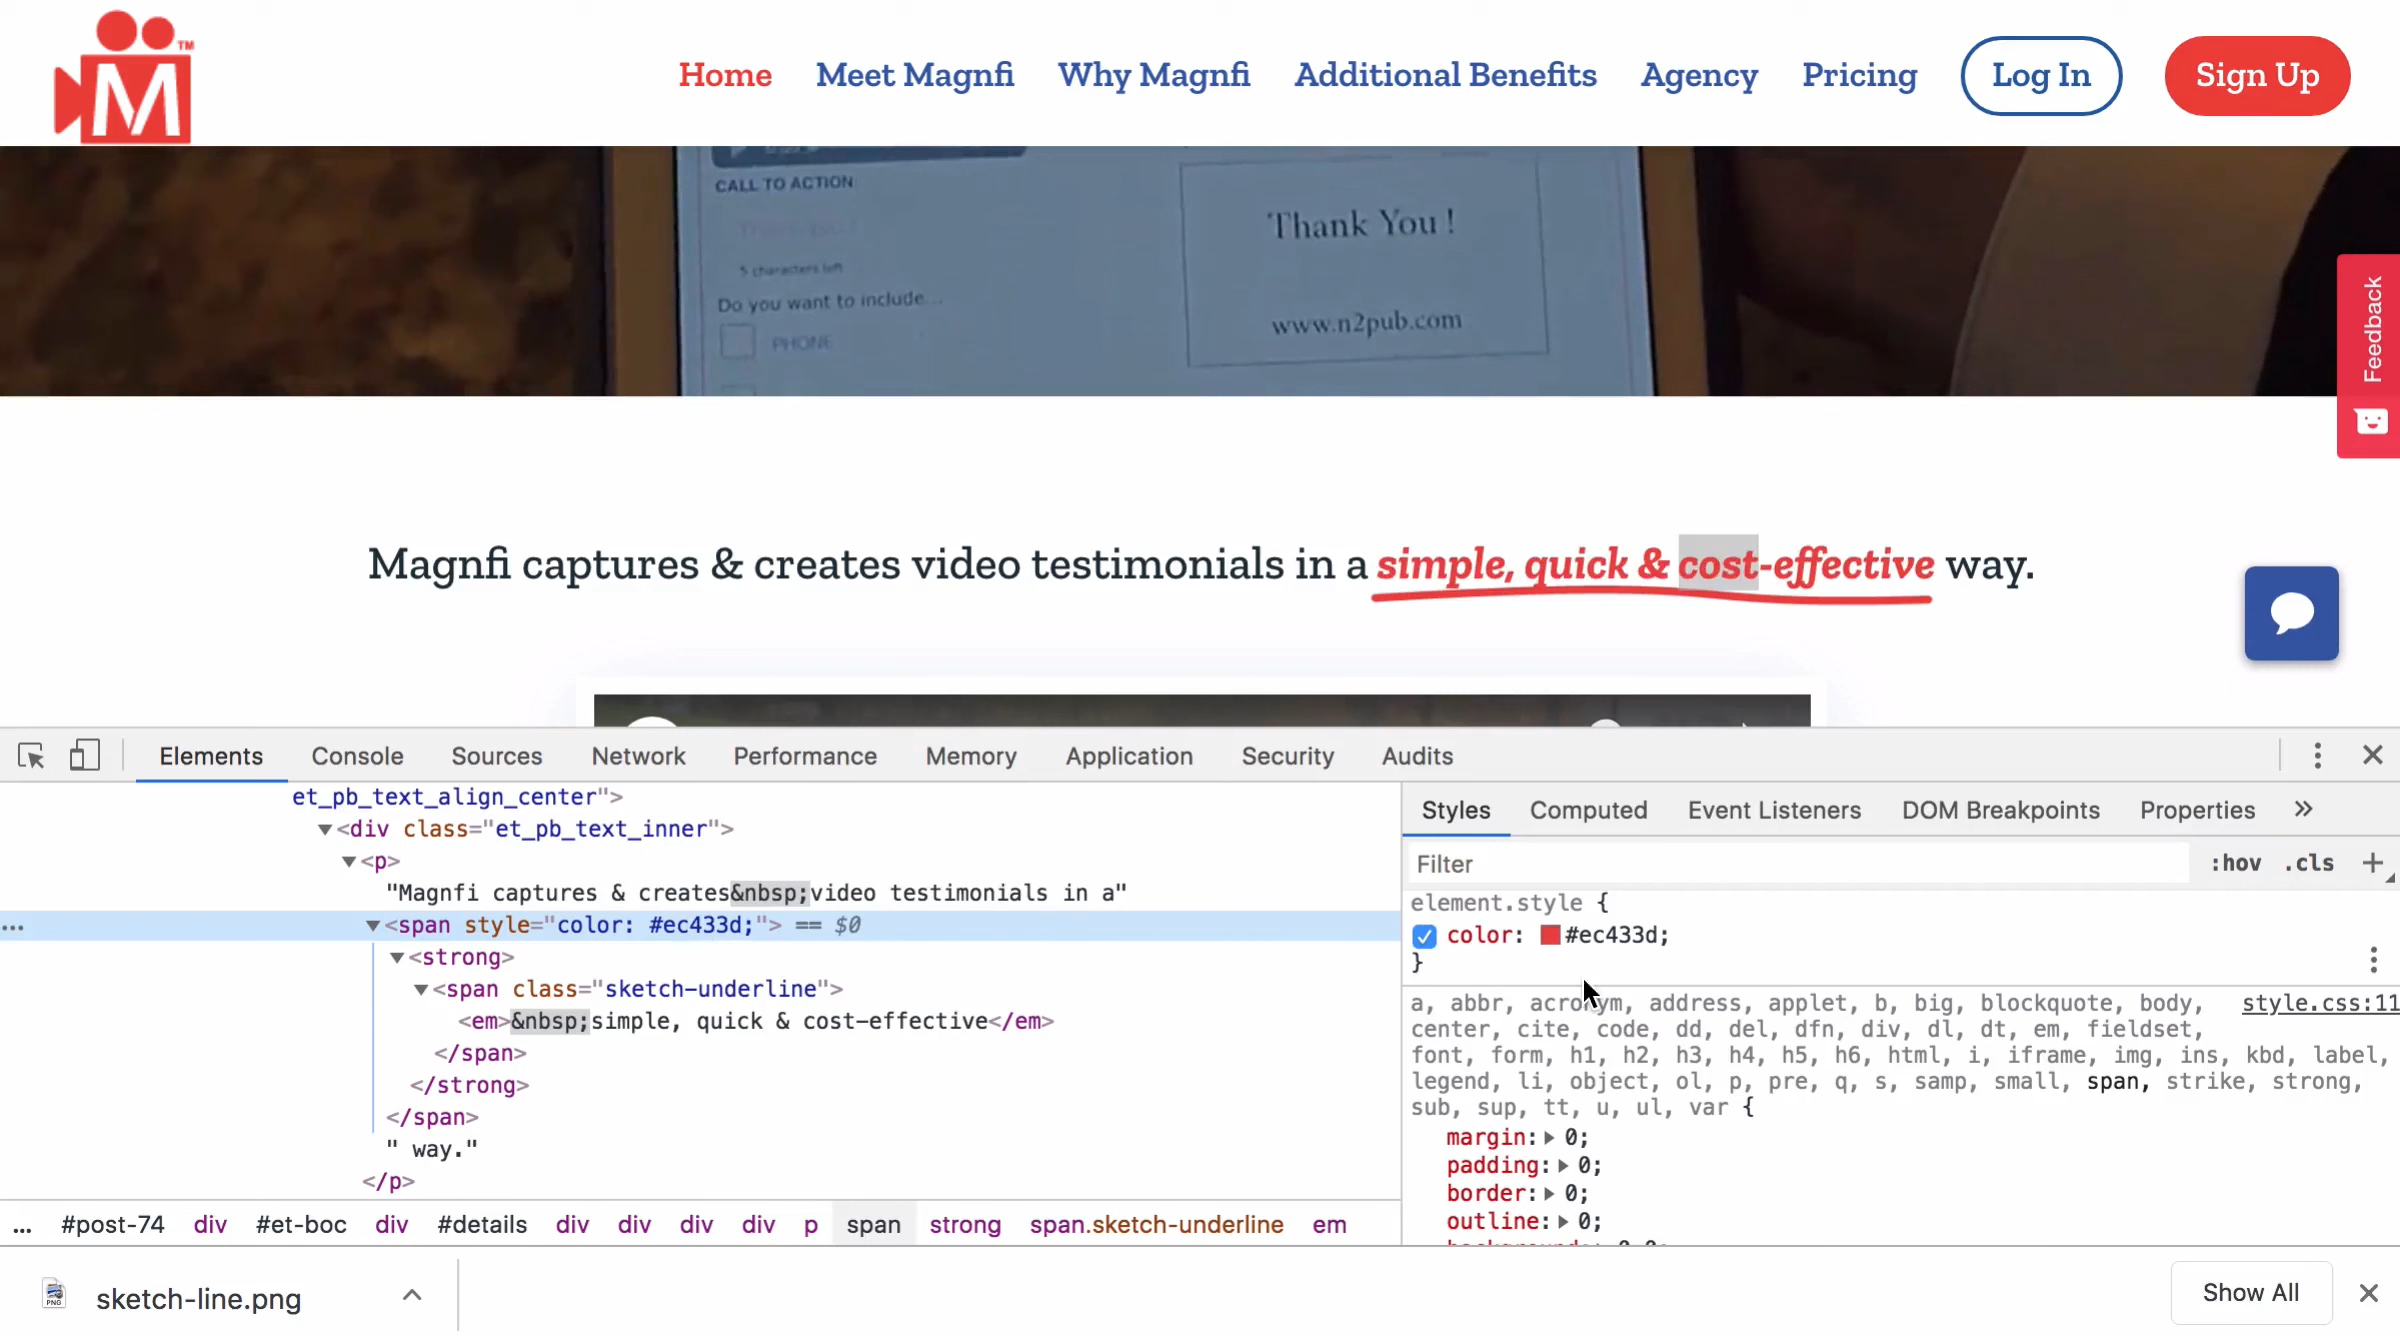 M™
Home Meet Magnfi Why Magnfi Additional Benefits Agency Pricing Log In Sign Up
CALL TO ACTION
5 characters left
Do you want to include...
PHONE
Thank You !
www.n2pub.com
Feedback
Magnfi captures & creates video testimonials in a simple, quick & cost-effective way.
Elements Console Sources Network Performance Memory Application Security Audits
et_pb_text_align_center">
▼<div class="et_pb_text_inner">
▼<p>
"Magnfi captures & creates&nbsp;video testimonials in a"
... ▼<span style="color: #ec433d;"> == $0
▼<strong>
▼<span class="sketch-underline">
<em>&nbsp;simple, quick & cost-effective</em>
</span>
</strong>
</span>
" way."
</p>
... #post-74 div #et-boc div #details div div div div p span strong span.sketch-underline em
Styles Computed Event Listeners DOM Breakpoints Properties »
Filter :hov .cls +
element.style {
color: #ec433d;
}
a, abbr, acronym, address, applet, b, big, blockquote, body, style.css:11
center, cite, code, dd, del, dfn, div, dl, dt, em, fieldset,
font, form, h1, h2, h3, h4, h5, h6, html, i, iframe, img, ins, kbd, label,
legend, li, object, ol, p, pre, q, s, samp, small, span, strike, strong,
sub, sup, tt, u, ul, var {
margin:▶ 0;
padding:▶ 0;
border:▶ 0;
outline:▶ 0;
PNG
sketch-line.png
Show All